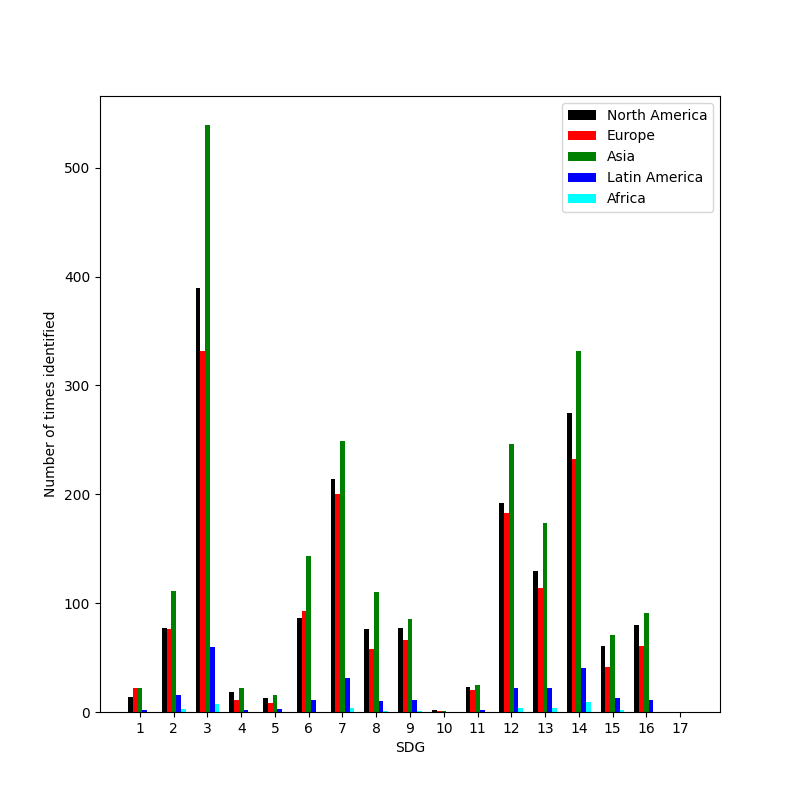 North America
Europe
Asia
Latin America
Africa
500
400
300
200
100
0
Number of times identified
1 2 3 4 5 6 7 8 9 10 11 12 13 14 15 16 17
SDG